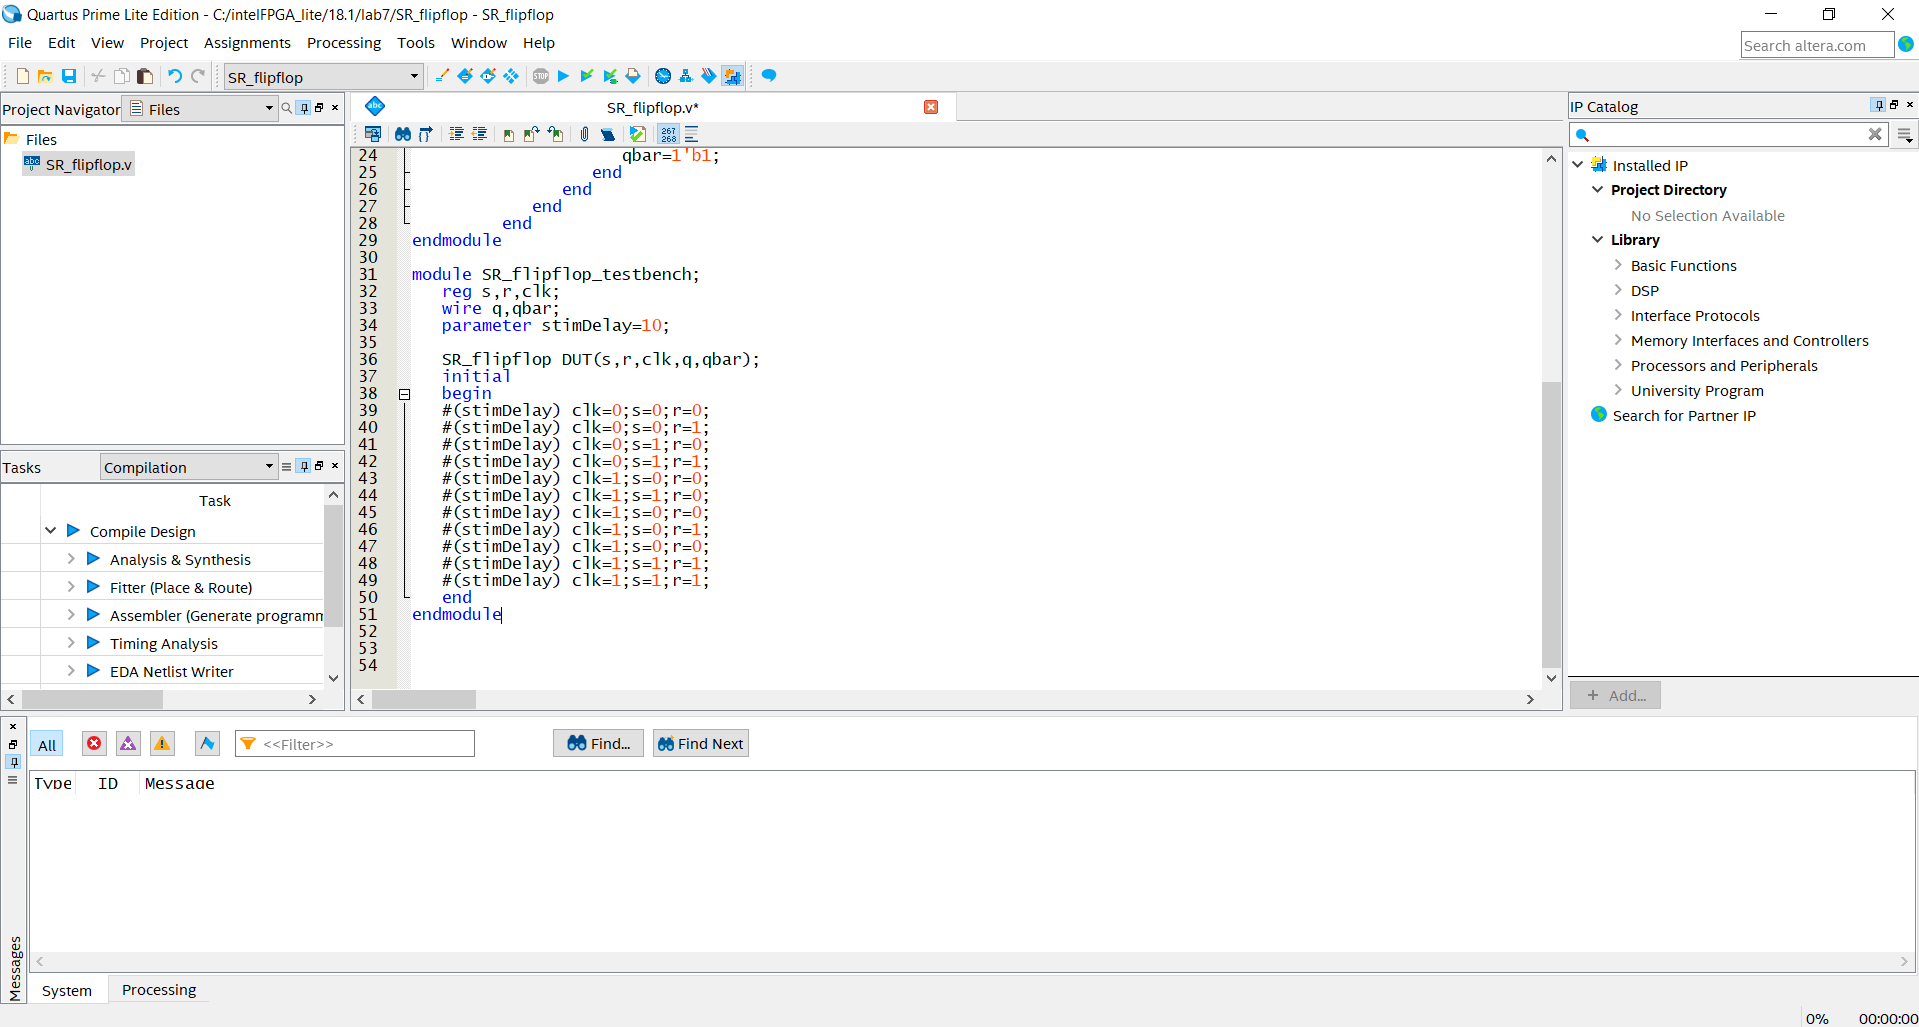 Quartus Prime Lite Edition - C:/intelFPGA_lite/18.1/lab7/SR_flipflop - SR_flipflop
File Edit View Project Assignments Processing Tools Window Help
Search altera.com
SR_flipflop
STOP
Project Navigator Files
Files
abc SR_flipflop.v
abc SR_flipflop.v*
267
268
24 qbar=1'b1;
25 end
26 end
27 end
28 end
29 endmodule
30
31 module SR_flipflop_testbench;
32 reg s,r,clk;
33 wire q,qbar;
34 parameter stimDelay=10;
35
36 SR_flipflop DUT(s,r,clk,q,qbar);
37 initial
38 begin
39 #(stimDelay) clk=0;s=0;r=0;
40 #(stimDelay) clk=0;s=0;r=1;
41 #(stimDelay) clk=0;s=1;r=0;
42 #(stimDelay) clk=0;s=1;r=1;
43 #(stimDelay) clk=1;s=0;r=0;
44 #(stimDelay) clk=1;s=1;r=0;
45 #(stimDelay) clk=1;s=0;r=0;
46 #(stimDelay) clk=1;s=0;r=1;
47 #(stimDelay) clk=1;s=0;r=0;
48 #(stimDelay) clk=1;s=1;r=1;
49 #(stimDelay) clk=1;s=1;r=1;
50 end
51 endmodule
52
53
54
Tasks Compilation
Task
Compile Design
Analysis & Synthesis
Fitter (Place & Route)
Assembler (Generate programm
Timing Analysis
EDA Netlist Writer
IP Catalog
Installed IP
Project Directory
No Selection Available
Library
Basic Functions
DSP
Interface Protocols
Memory Interfaces and Controllers
Processors and Peripherals
University Program
Search for Partner IP
+ Add...
All
<<Filter>>
Find...
Find Next
Type ID Message
Messages
System Processing
0% 00:00:00